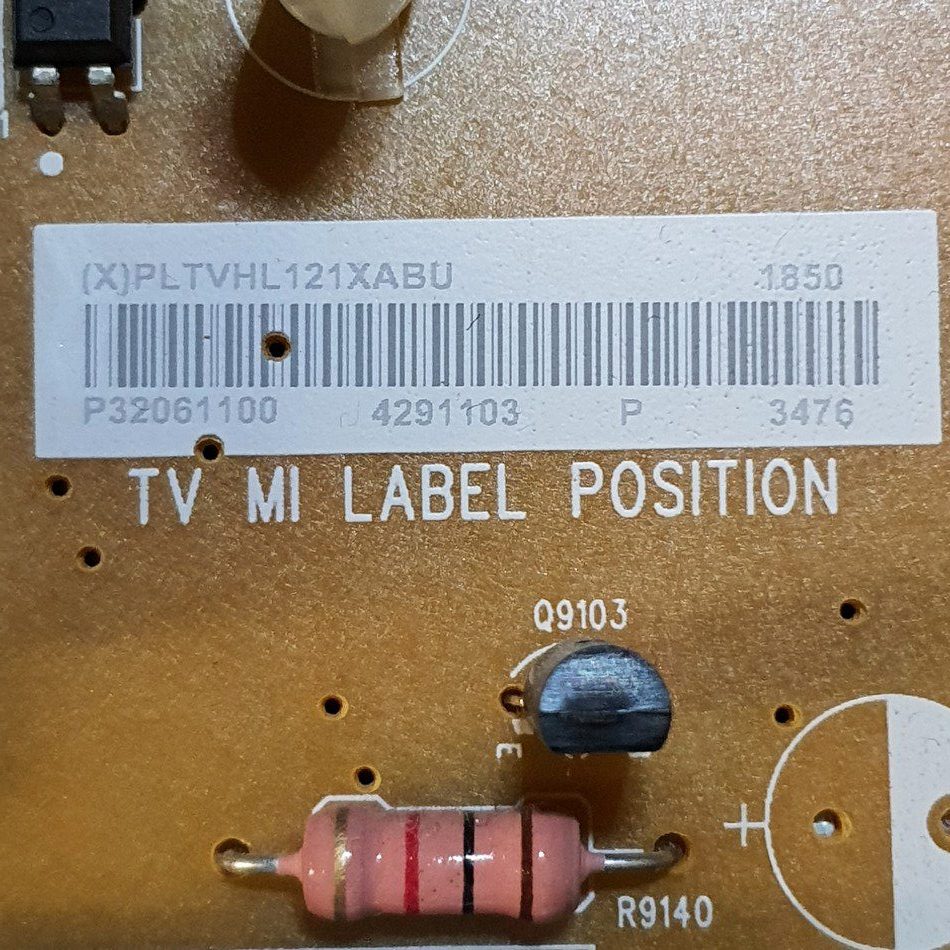 (X)PLTVHL121XABU 1850
P32061100 4291103 P 3476
TV MI LABEL POSITION
Q9103
E
+
R9140